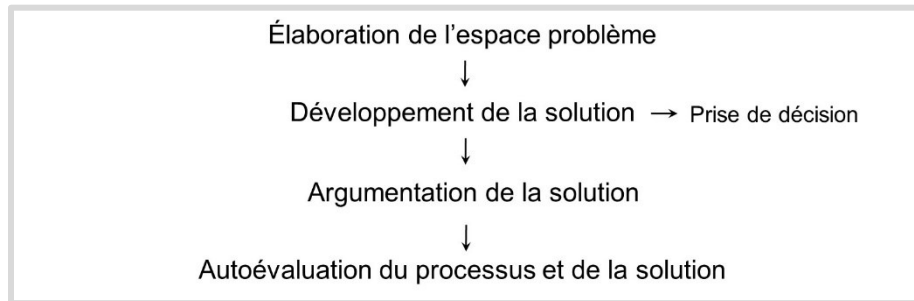 Élaboration de l’espace problème
↓
Développement de la solution → Prise de décision
↓
Argumentation de la solution
↓
Autoévaluation du processus et de la solution